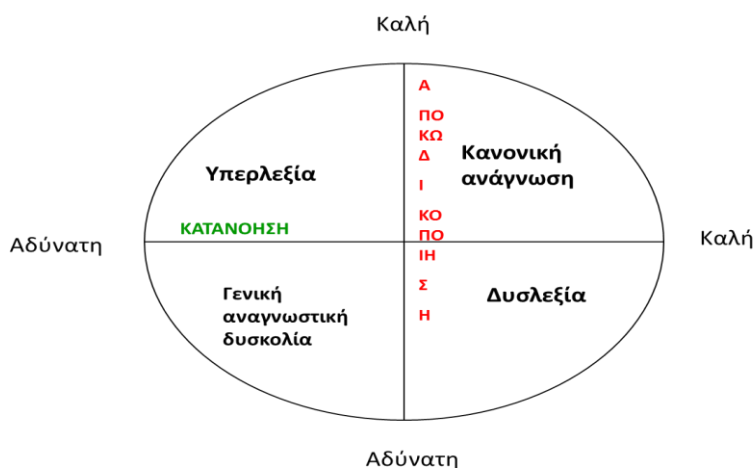 Καλή
Α
ΠΟ
ΚΩ
Δ
Ι
ΚΟ
ΠΟ
ΙΗ
Σ
Η
Κανονική
ανάγνωση
Υπερλεξία
ΚΑΤΑΝΟΗΣΗ
Αδύνατη
Καλή
Γενική
αναγνωστική
δυσκολία
Δυσλεξία
Αδύνατη